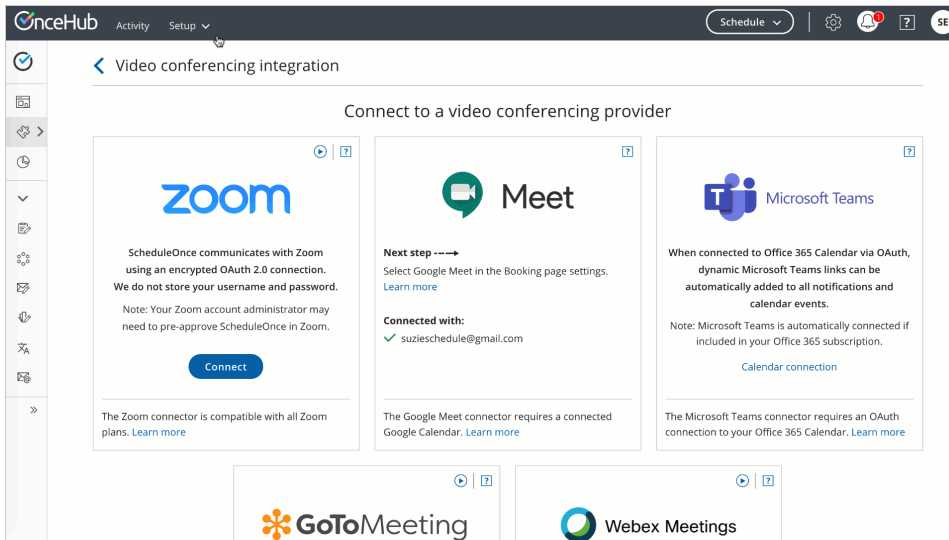 OnceHub Activity Setup Schedule 1 ? SE
Video conferencing integration
Connect to a video conferencing provider
?
zoom
ScheduleOnce communicates with Zoom
using an encrypted OAuth 2.0 connection.
We do not store your username and password.
Note: Your Zoom account administrator may
need to pre-approve ScheduleOnce in Zoom.
Connect
The Zoom connector is compatible with all Zoom
plans. Learn more
?
Meet
Next step ---→
Select Google Meet in the Booking page settings.
Learn more
Connected with:
✓ suzieschedule@gmail.com
The Google Meet connector requires a connected
Google Calendar. Learn more
?
T Microsoft Teams
When connected to Office 365 Calendar via OAuth,
dynamic Microsoft Teams links can be
automatically added to all notifications and
calendar events.
Note: Microsoft Teams is automatically connected if
included in your Office 365 subscription.
Calendar connection
The Microsoft Teams connector requires an OAuth
connection to your Office 365 Calendar. Learn more
?
GoToMeeting
?
Webex Meetings